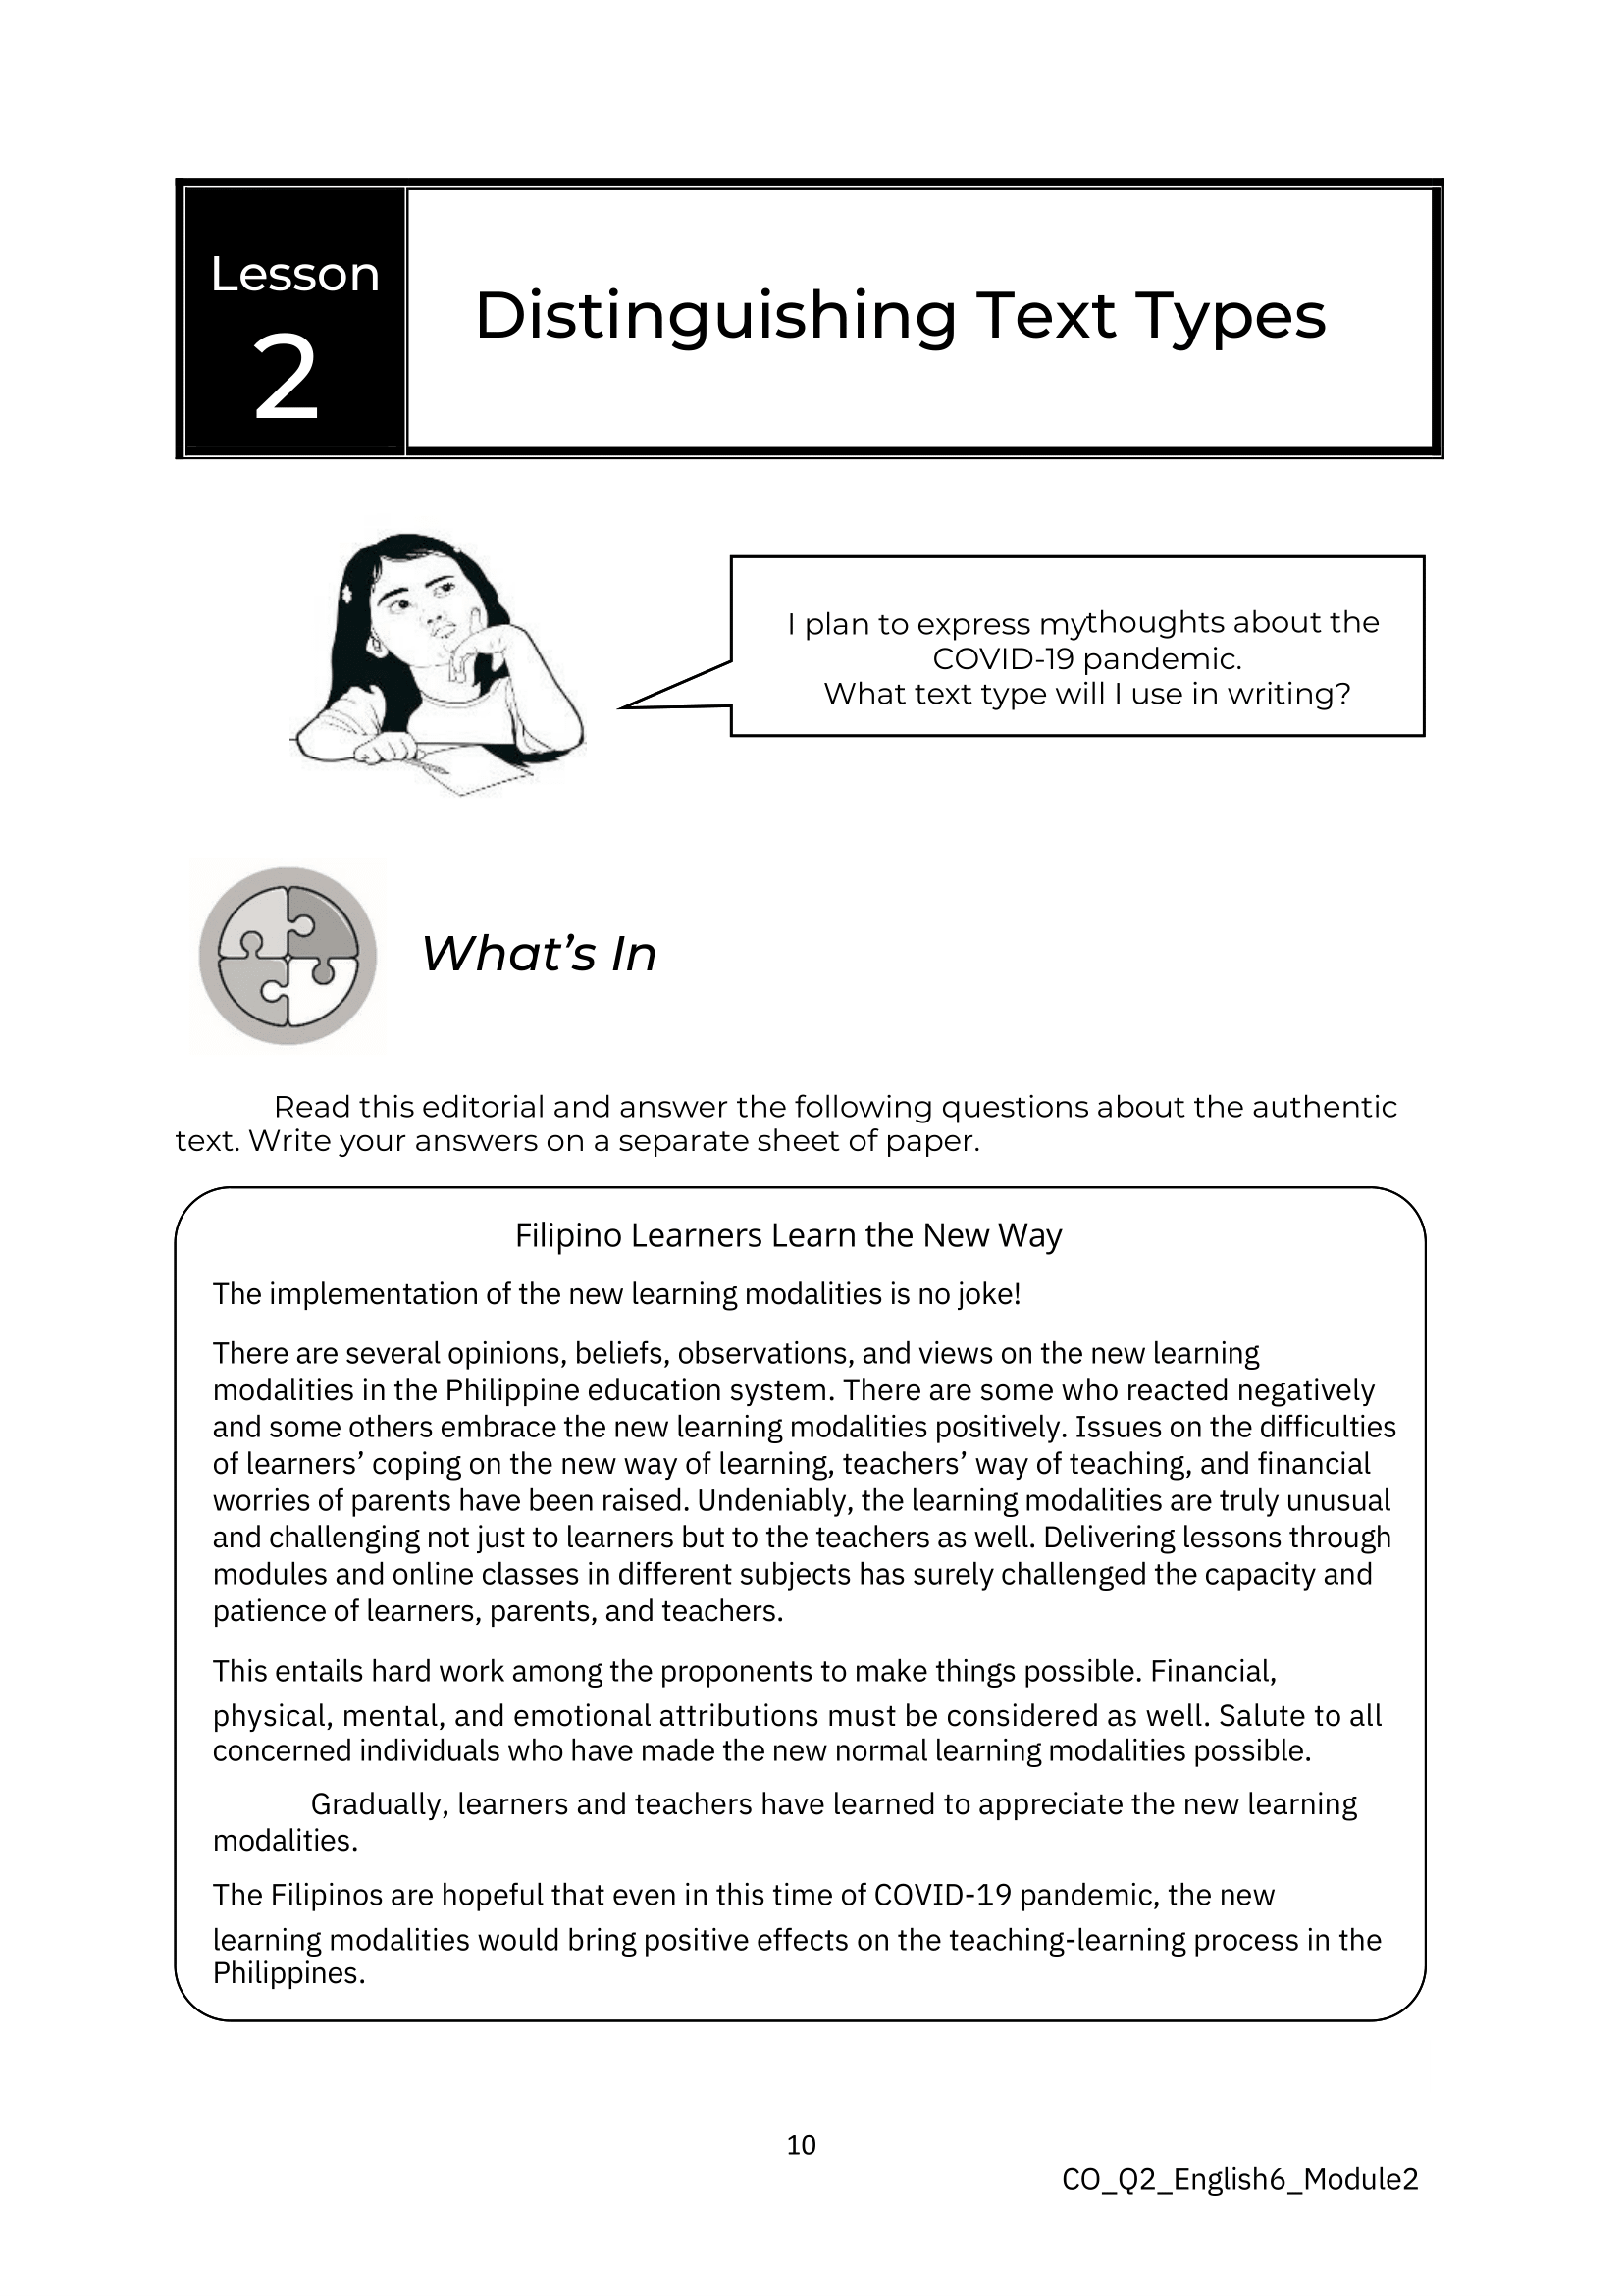 Lesson
2
Distinguishing Text Types
I plan to express mythoughts about the
COVID-19 pandemic.
What text type will I use in writing?
What’s In
Read this editorial and answer the following questions about the authentic
text. Write your answers on a separate sheet of paper.
Filipino Learners Learn the New Way
The implementation of the new learning modalities is no joke!
There are several opinions, beliefs, observations, and views on the new learning
modalities in the Philippine education system. There are some who reacted negatively
and some others embrace the new learning modalities positively. Issues on the difficulties
of learners’ coping on the new way of learning, teachers’ way of teaching, and financial
worries of parents have been raised. Undeniably, the learning modalities are truly unusual
and challenging not just to learners but to the teachers as well. Delivering lessons through
modules and online classes in different subjects has surely challenged the capacity and
patience of learners, parents, and teachers.
This entails hard work among the proponents to make things possible. Financial,
physical, mental, and emotional attributions must be considered as well. Salute to all
concerned individuals who have made the new normal learning modalities possible.
Gradually, learners and teachers have learned to appreciate the new learning
modalities.
The Filipinos are hopeful that even in this time of COVID-19 pandemic, the new
learning modalities would bring positive effects on the teaching-learning process in the
Philippines.
10
CO_Q2_English6_Module2